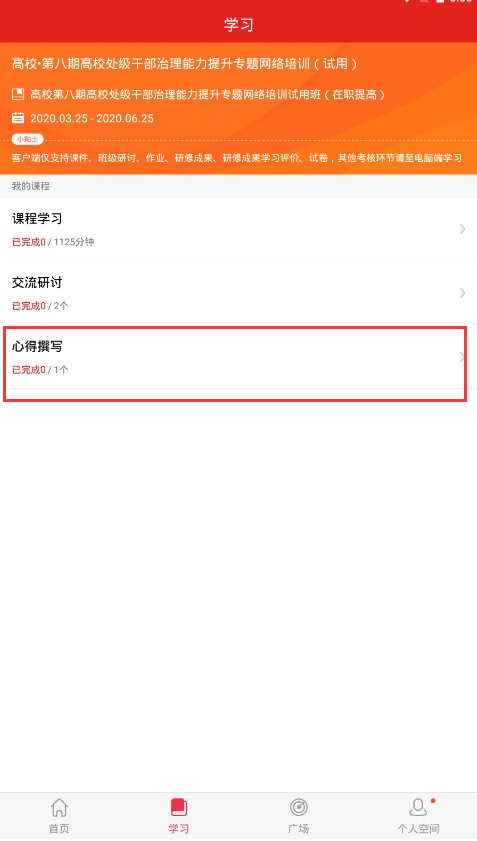 学习
高校•第八期高校处级干部治理能力提升专题网络培训（试用）
高校第八期高校处级干部治理能力提升专题网络培训试用班（在职提高）
2020.03.25 - 2020.06.25
小贴士
客户端仅支持课件、班级研讨、作业、研修成果、研修成果学习评价、试卷，其他考核环节请至电脑端学习
我的课程
课程学习
已完成0 / 1125分钟
交流研讨
已完成0 / 2个
心得撰写
已完成0 / 1个
首页 学习 广场 个人空间